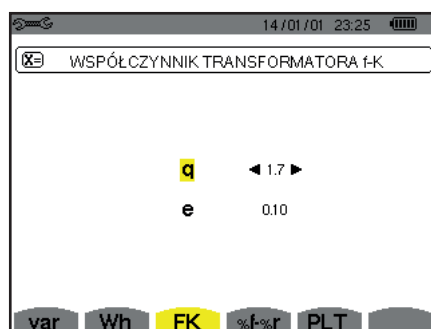 14/01/01 23:25
X= WSPÓŁCZYNNIK TRANSFORMATORA f-K
q ◄ 1.7 ►
e 0.10
var Wh FK %f-%r PLT